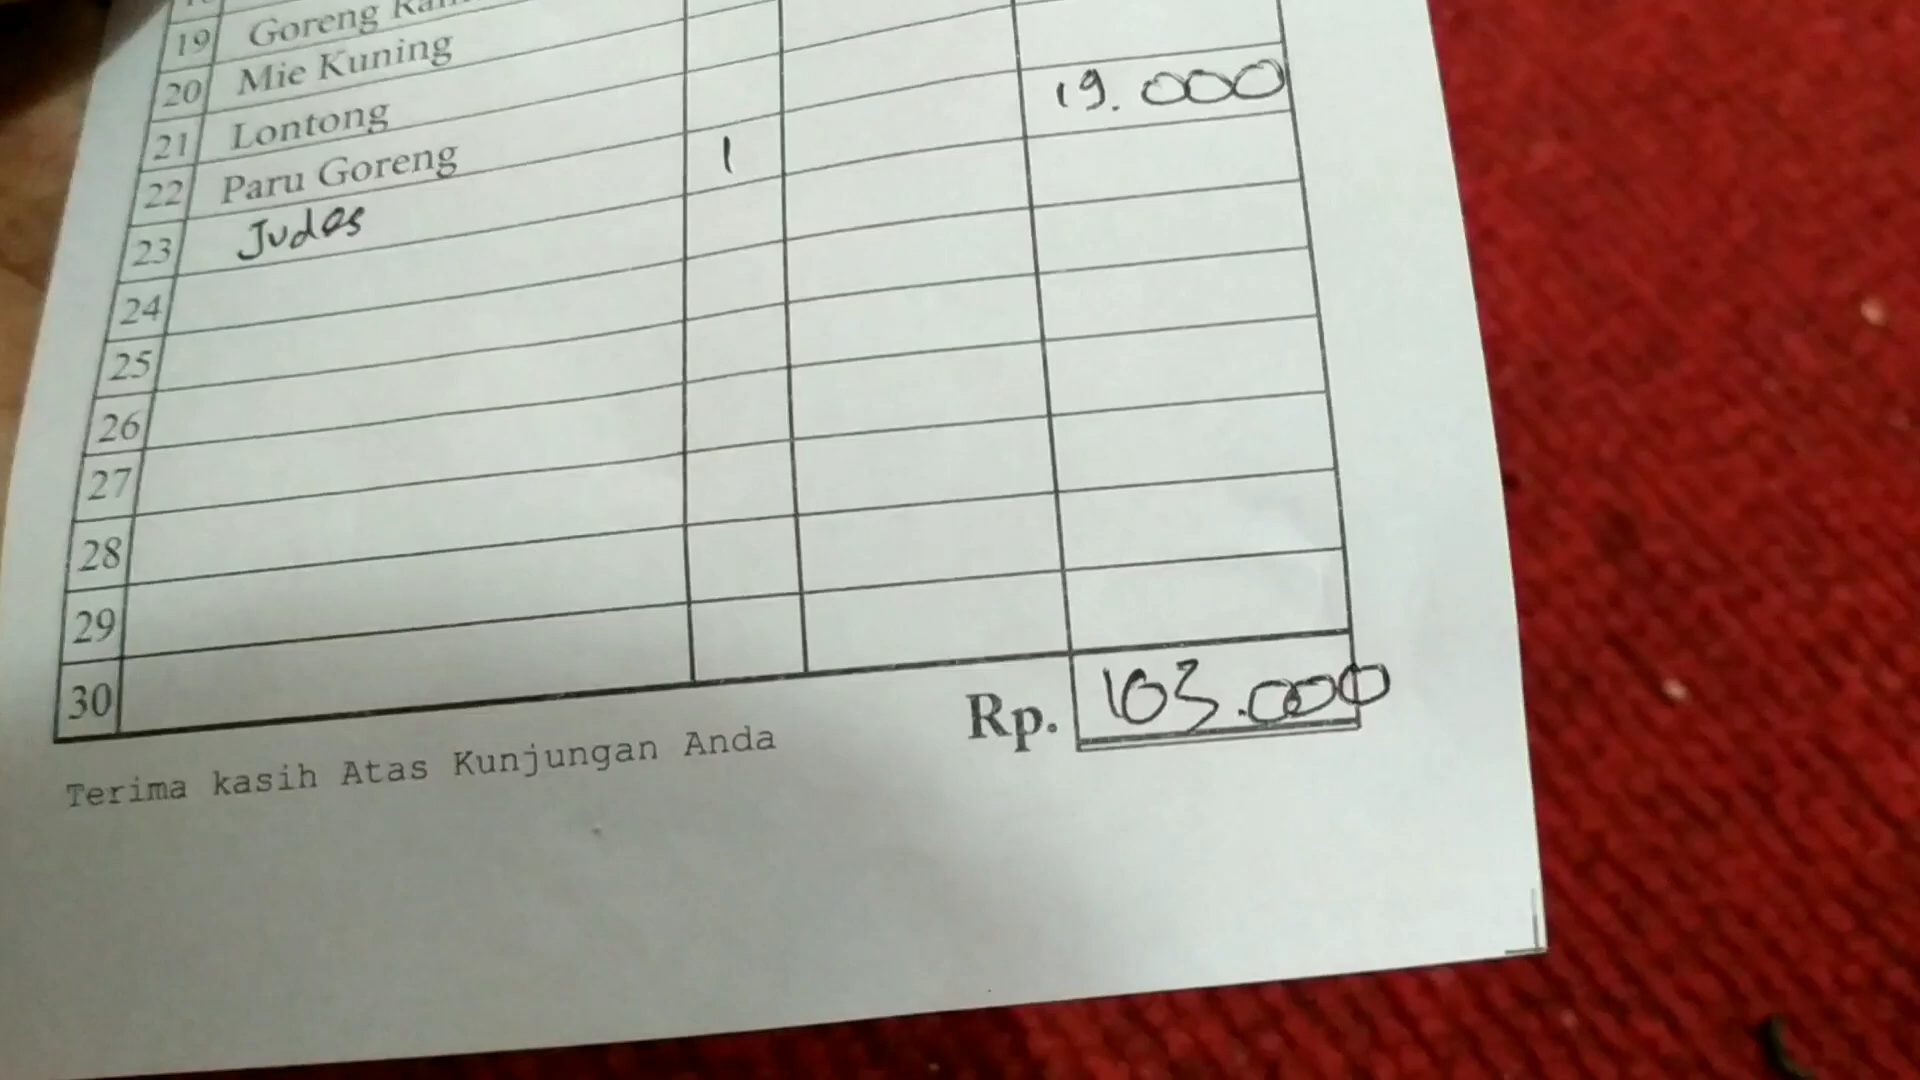 19 Goreng
20 Mie Kuning
21 Lontong
22 Paru Goreng 1 19.000
23 Judes
24
25
26
27
28
29
30
Rp. 103.000
Terima kasih Atas Kunjungan Anda